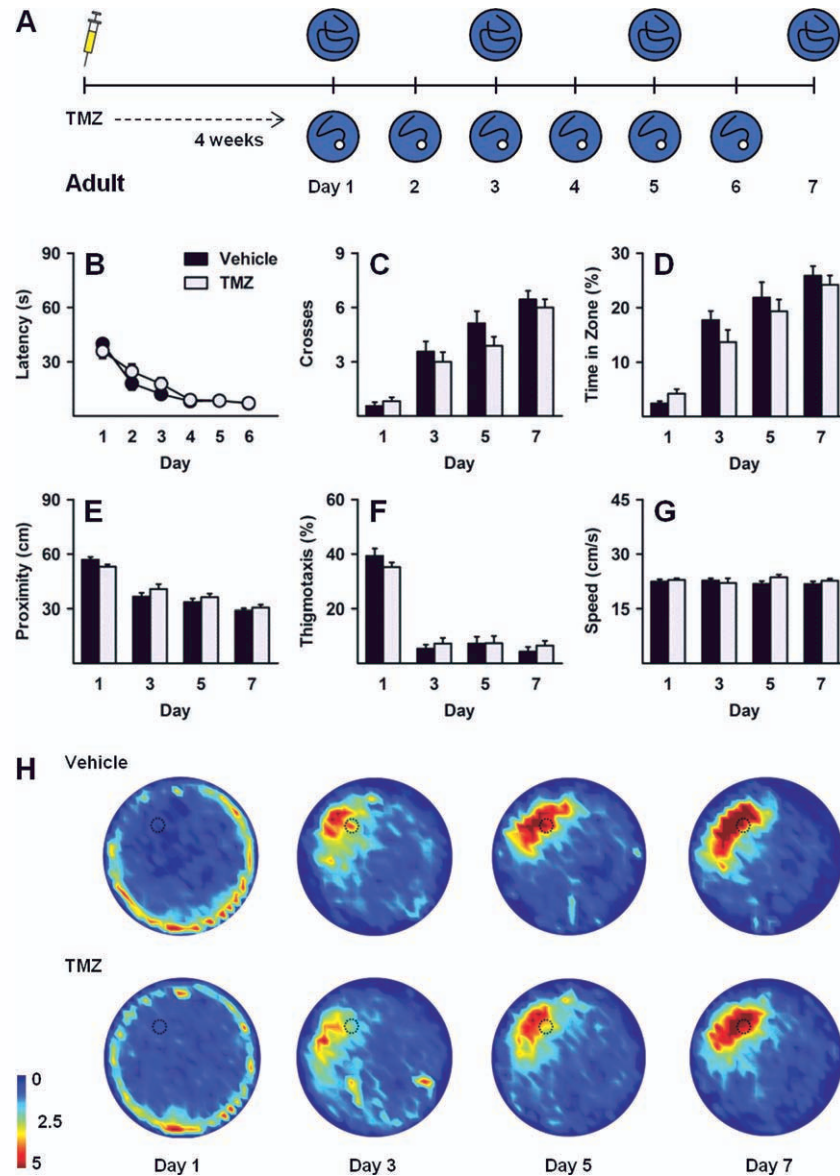 A
TMZ
4 weeks
Adult
Day 1 2 3 4 5 6 7
B
Vehicle
TMZ
Latency (s)
90
60
30
1 2 3 4 5 6
Day
C
Crosses
9
6
3
1 3 5 7
Day
D
Time in Zone (%)
30
20
10
1 3 5 7
Day
E
Proximity (cm)
90
60
30
1 3 5 7
Day
F
Thigmotaxis (%)
60
40
20
1 3 5 7
Day
G
Speed (cm/s)
45
30
15
1 3 5 7
Day
H
Vehicle
TMZ
0
2.5
5
Day 1 Day 3 Day 5 Day 7